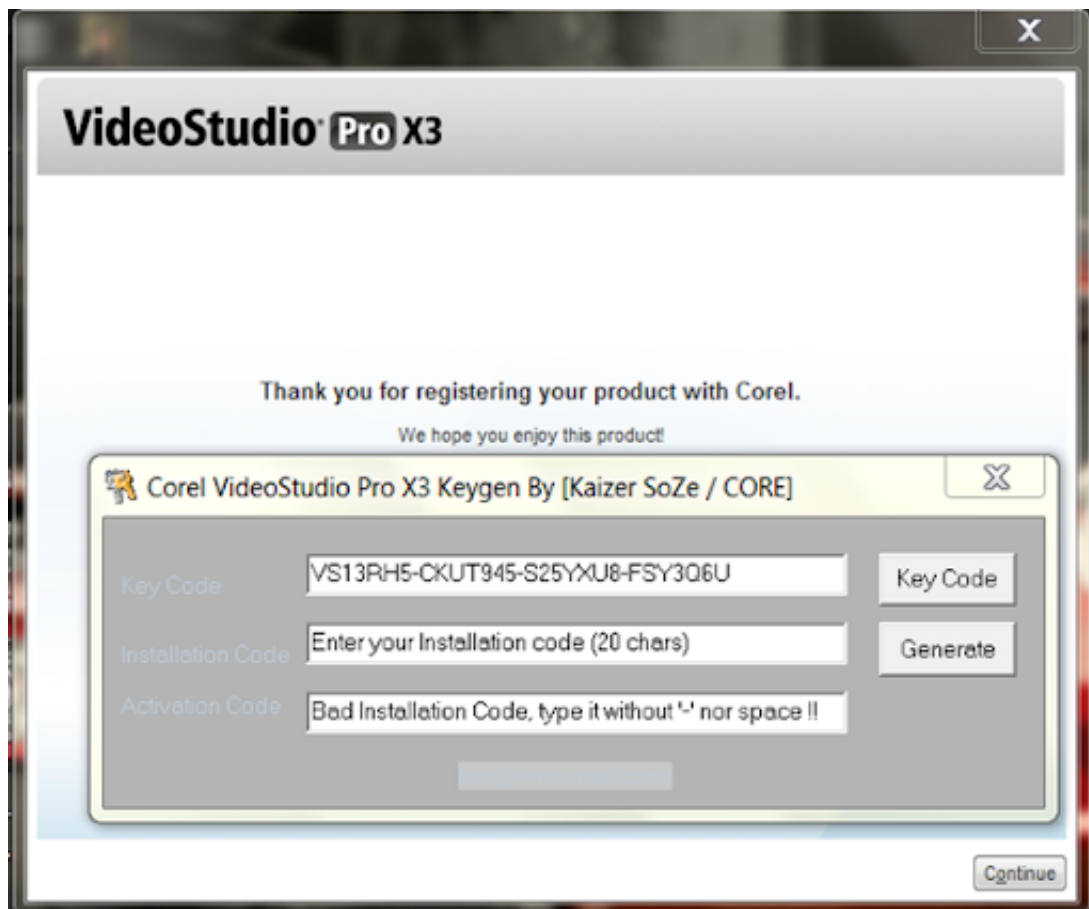 VideoStudio Pro X3
Thank you for registering your product with Corel.
We hope you enjoy this product!
Corel VideoStudio Pro X3 Keygen By [Kaizer SoZe / CORE]
Key Code VS13RH5-CKUT945-S25YXU8-FSY3Q6U Key Code
Installation Code Enter your Installation code (20 chars) Generate
Activation Code Bad Installation Code, type it without '-' nor space !!
Continue